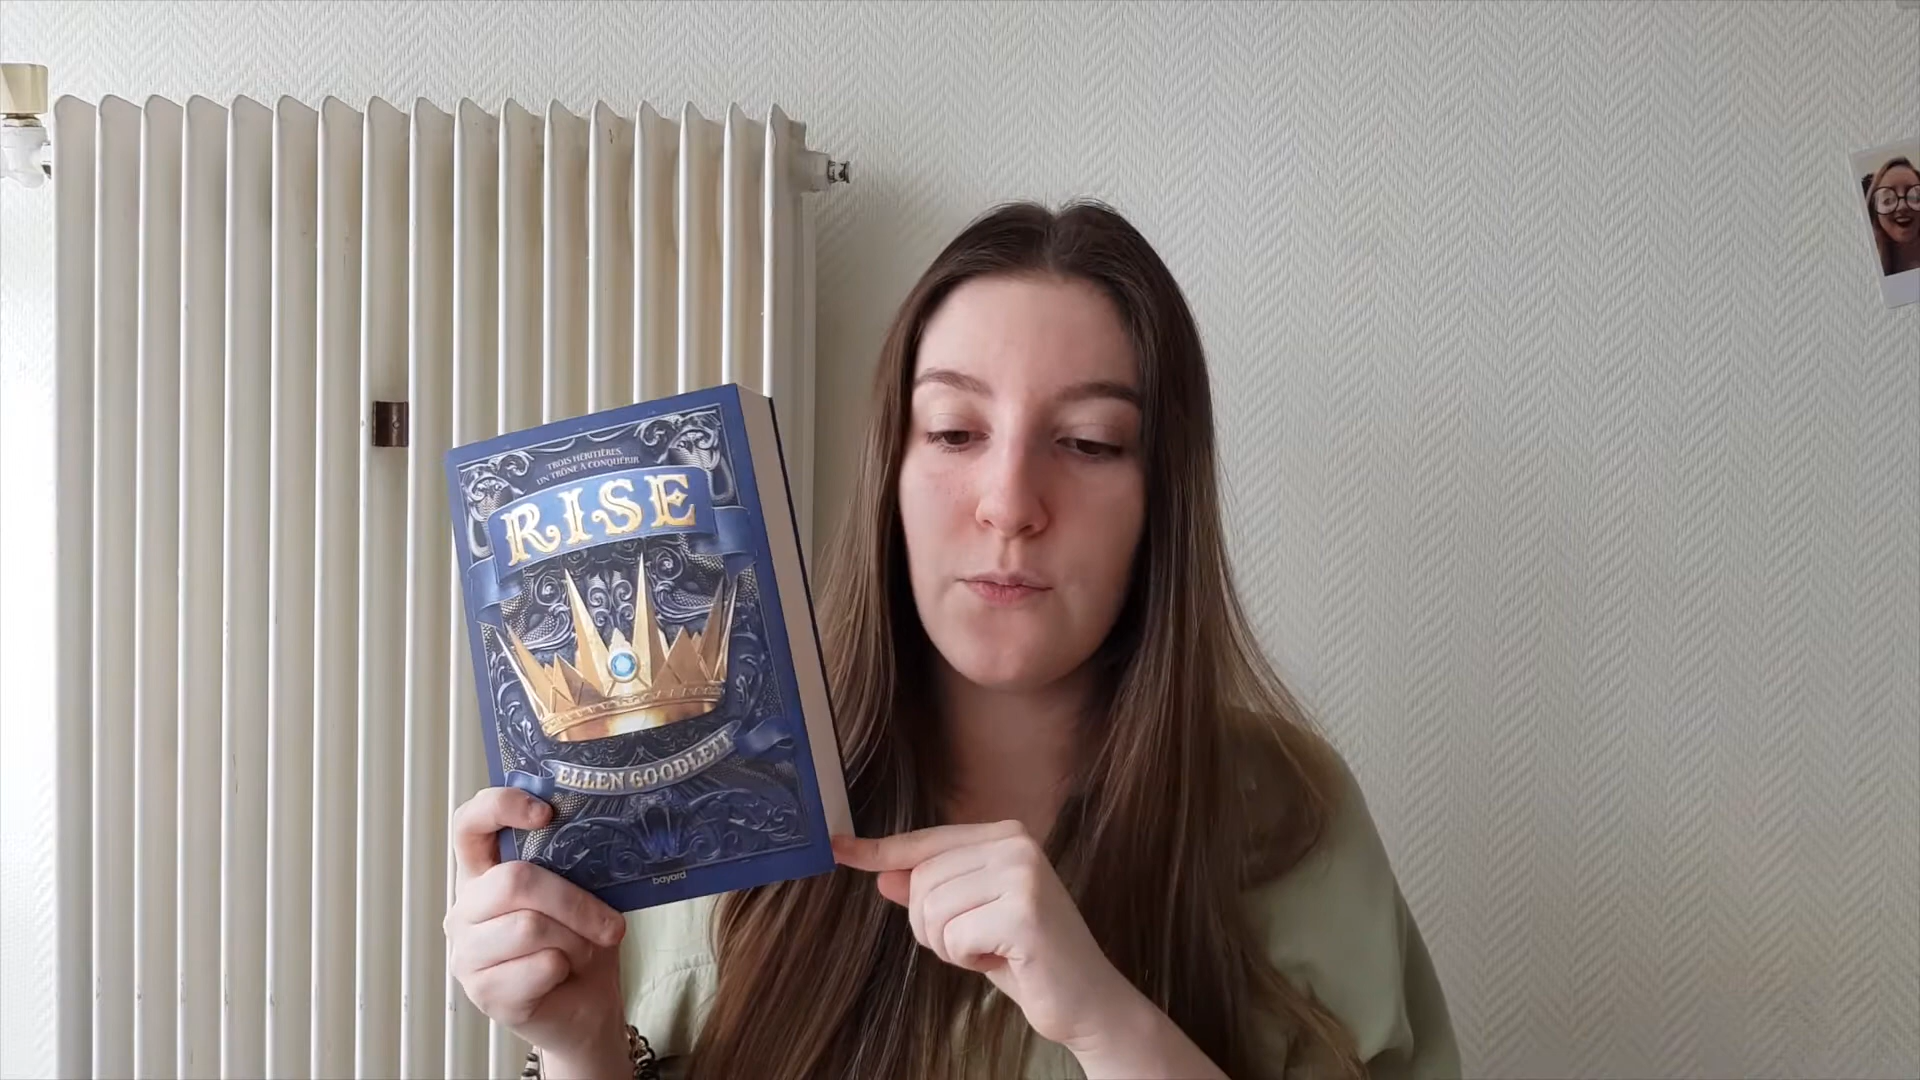 TROIS HÉRITIÈRES,
UN TRÔNE À CONQUÉRIR
RISE
ELLEN GOODLETT
bayard